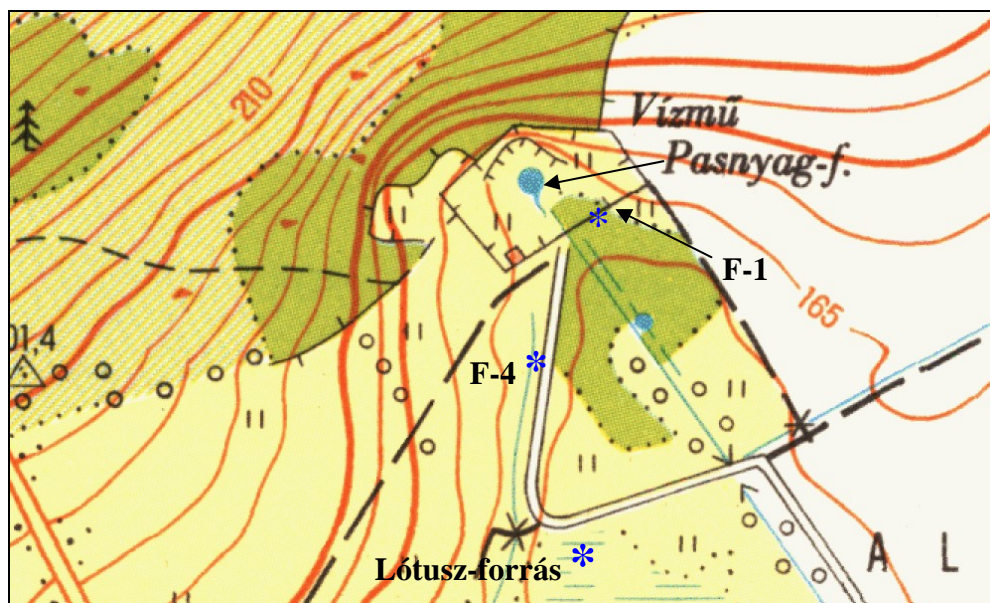 210
Vízmű
Pasnyag-f.
F-1
165
01,4
F-4
Lótusz-forrás
A L